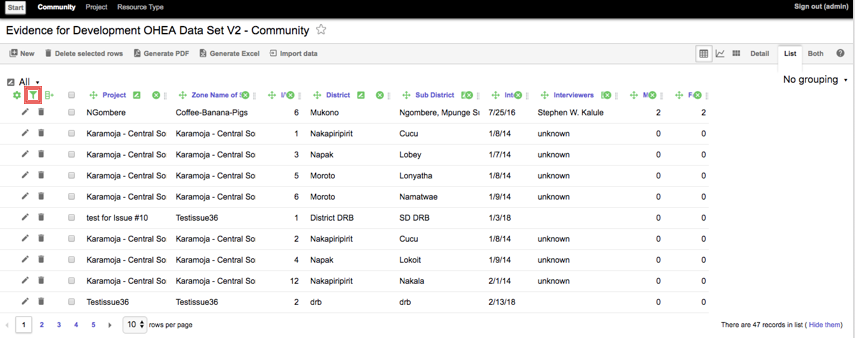 Start Community Project Resource Type Sign out (admin)
Evidence for Development OHEA Data Set V2 - Community
New Delete selected rows Generate PDF Generate Excel Import data Detail List Both
All No grouping
Project Zone Name of District Sub District Interviewers
NGombere Coffee-Banana-Pigs 6 Mukono Ngombere, Mpunge 7/25/16 Stephen W. Kalule 2 2
Karamoja - Central So Karamoja - Central So 1 Nakapiripirit Cucu 1/8/14 unknown 0 0
Karamoja - Central So Karamoja - Central So 3 Napak Lobey 1/7/14 unknown 0 0
Karamoja - Central So Karamoja - Central So 5 Moroto Lonyatha 1/8/14 unknown 0 0
Karamoja - Central So Karamoja - Central So 6 Moroto Namatwae 1/9/14 unknown 0 0
test for Issue #10 Testissue36 1 District DRB SD DRB 1/3/18 0 0
Karamoja - Central So Karamoja - Central So 2 Nakapiripirit Cucu 1/8/14 unknown 0 0
Karamoja - Central So Karamoja - Central So 4 Napak Lokoit 1/9/14 unknown 0 0
Karamoja - Central So Karamoja - Central So 12 Nakapiripirit Nakala 2/1/14 unknown 0 0
Testissue36 Testissue36 2 drb drb 2/13/18 0 0
1 2 3 4 5 10 rows per page There are 47 records in list ( Hide them)